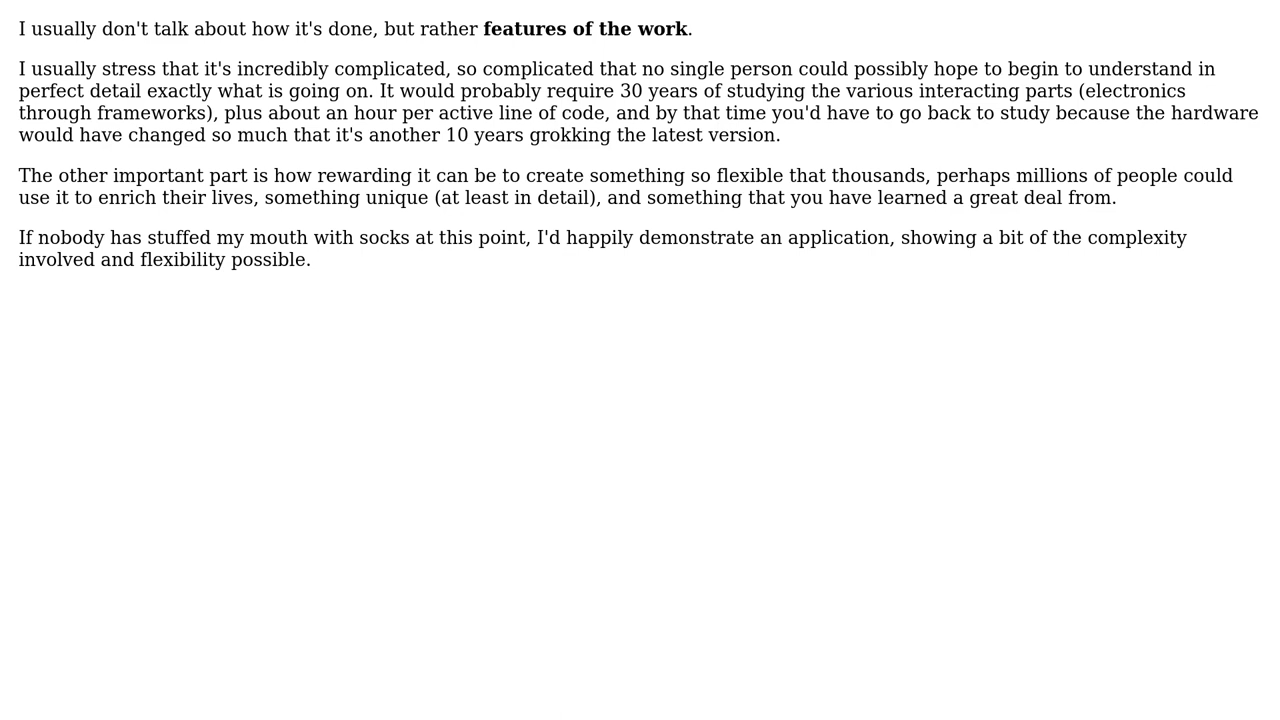 I usually don't talk about how it's done, but rather features of the work.
I usually stress that it's incredibly complicated, so complicated that no single person could possibly hope to begin to understand in
perfect detail exactly what is going on. It would probably require 30 years of studying the various interacting parts (electronics
through frameworks), plus about an hour per active line of code, and by that time you'd have to go back to study because the hardware
would have changed so much that it's another 10 years grokking the latest version.
The other important part is how rewarding it can be to create something so flexible that thousands, perhaps millions of people could
use it to enrich their lives, something unique (at least in detail), and something that you have learned a great deal from.
If nobody has stuffed my mouth with socks at this point, I'd happily demonstrate an application, showing a bit of the complexity
involved and flexibility possible.